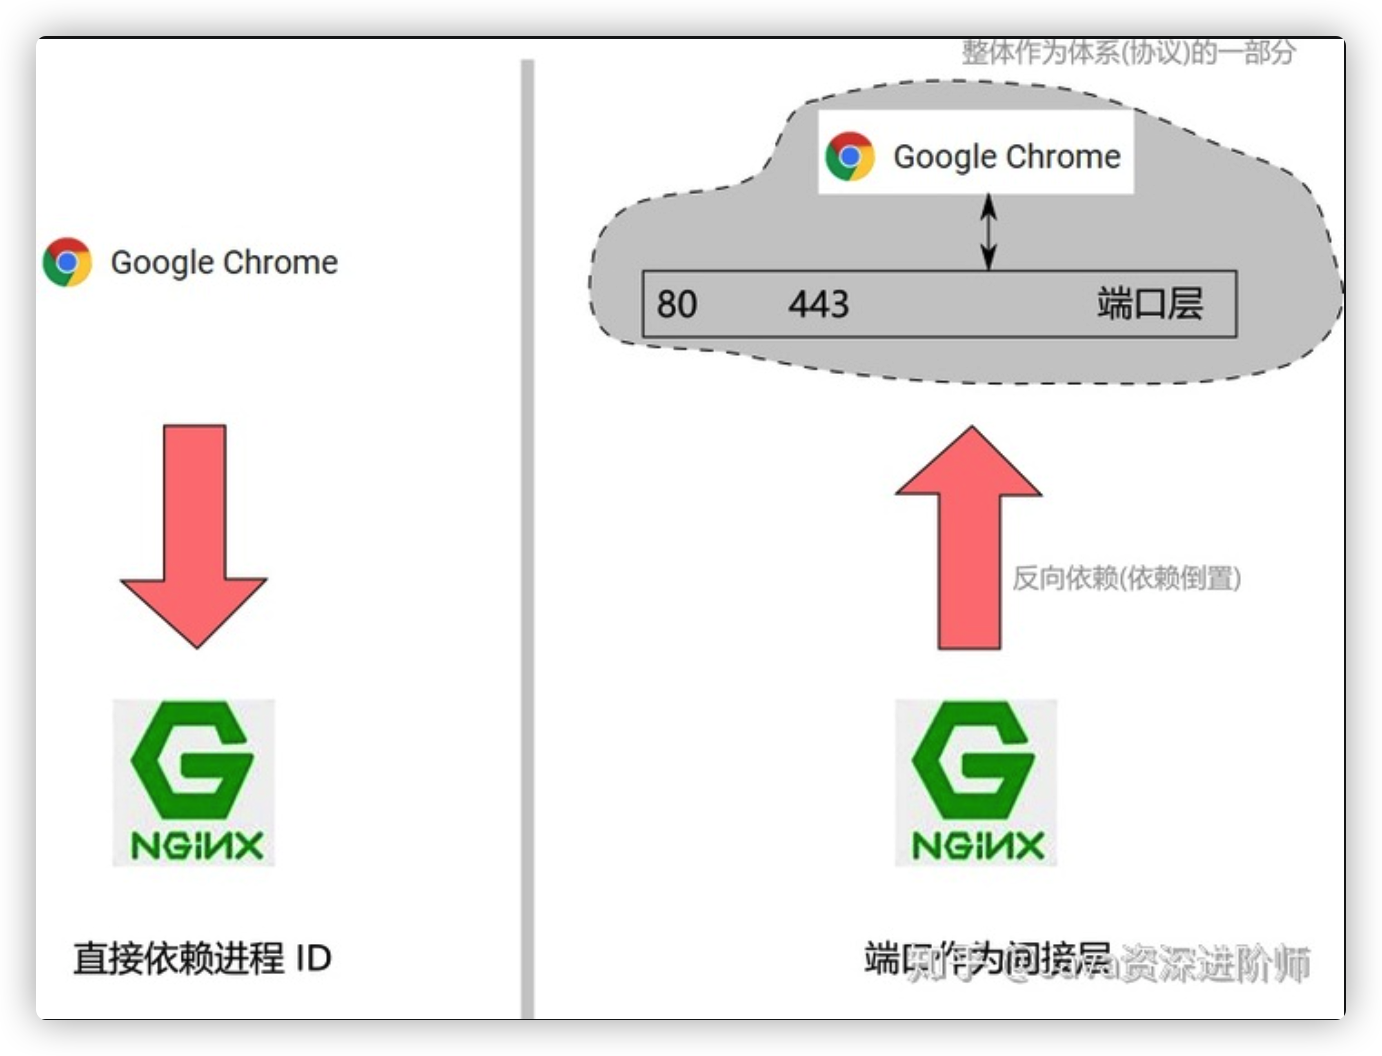 整体作为体系(协议)的一部分
Google Chrome
Google Chrome
80 443 端口层
反向依赖(依赖倒置)
NGiNX
NGiNX
直接依赖进程 ID
端口作为间接层
知乎 @Java资深进阶师